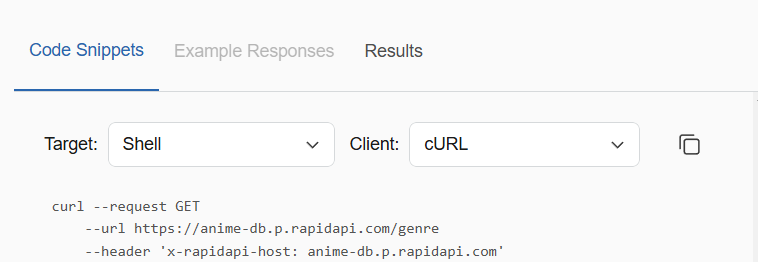 Code Snippets Example Responses Results
Target: Shell Client: cURL
curl --request GET
--url https://anime-db.p.rapidapi.com/genre
--header 'x-rapidapi-host: anime-db.p.rapidapi.com'